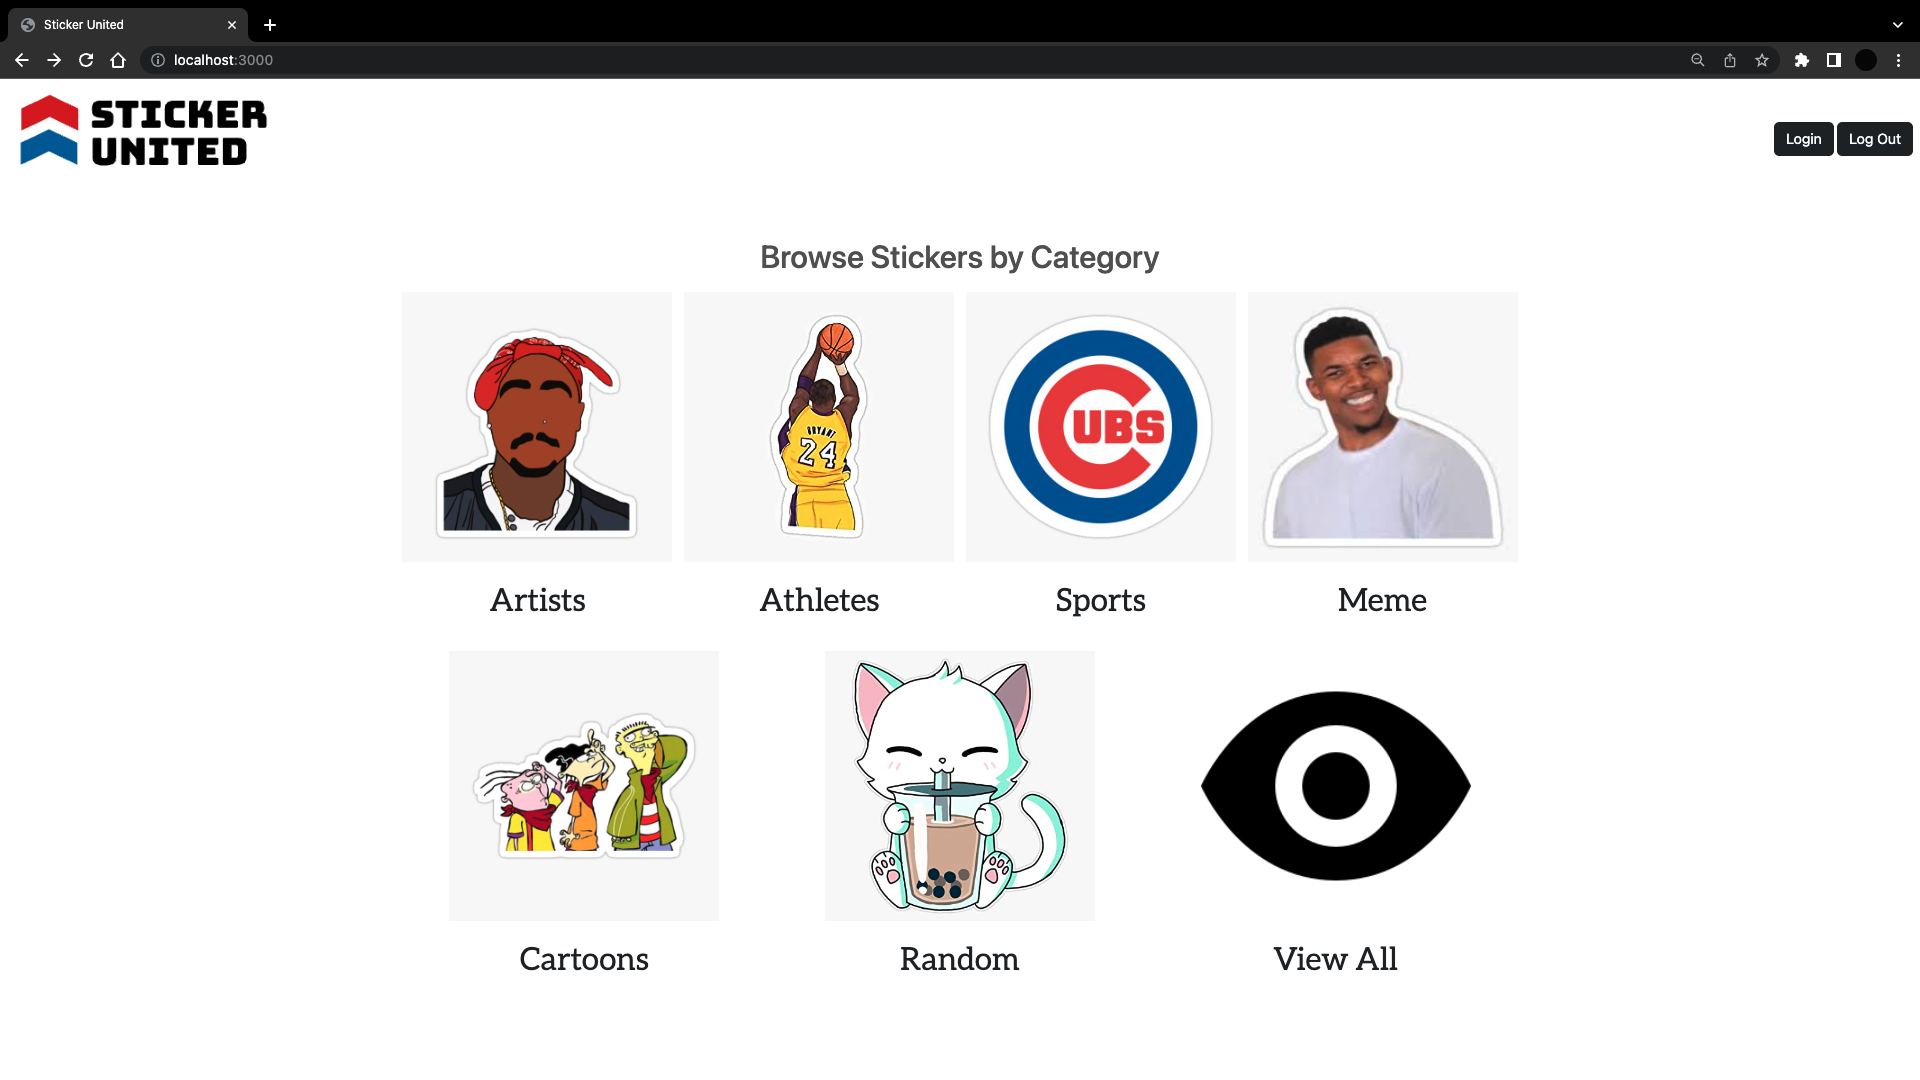 Sticker United
localhost:3000
STICKER
UNITED
Login
Log Out
Browse Stickers by Category
BRYANT
24
CUBS
Artists
Athletes
Sports
Meme
Cartoons
Random
View All